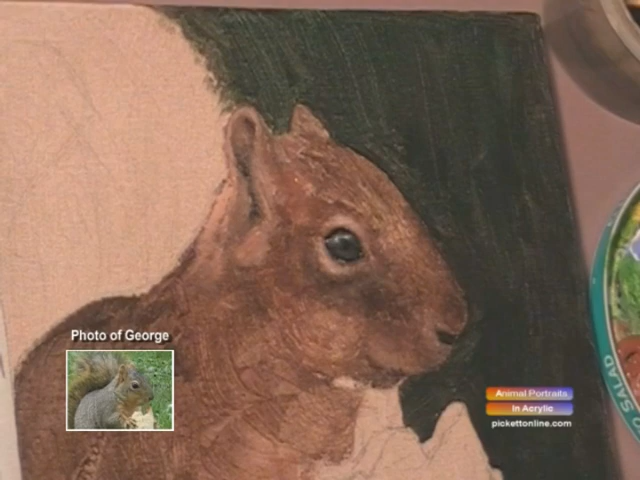 Photo of George
Animal Portraits
In Acrylic
pickettonline.com
SALAD